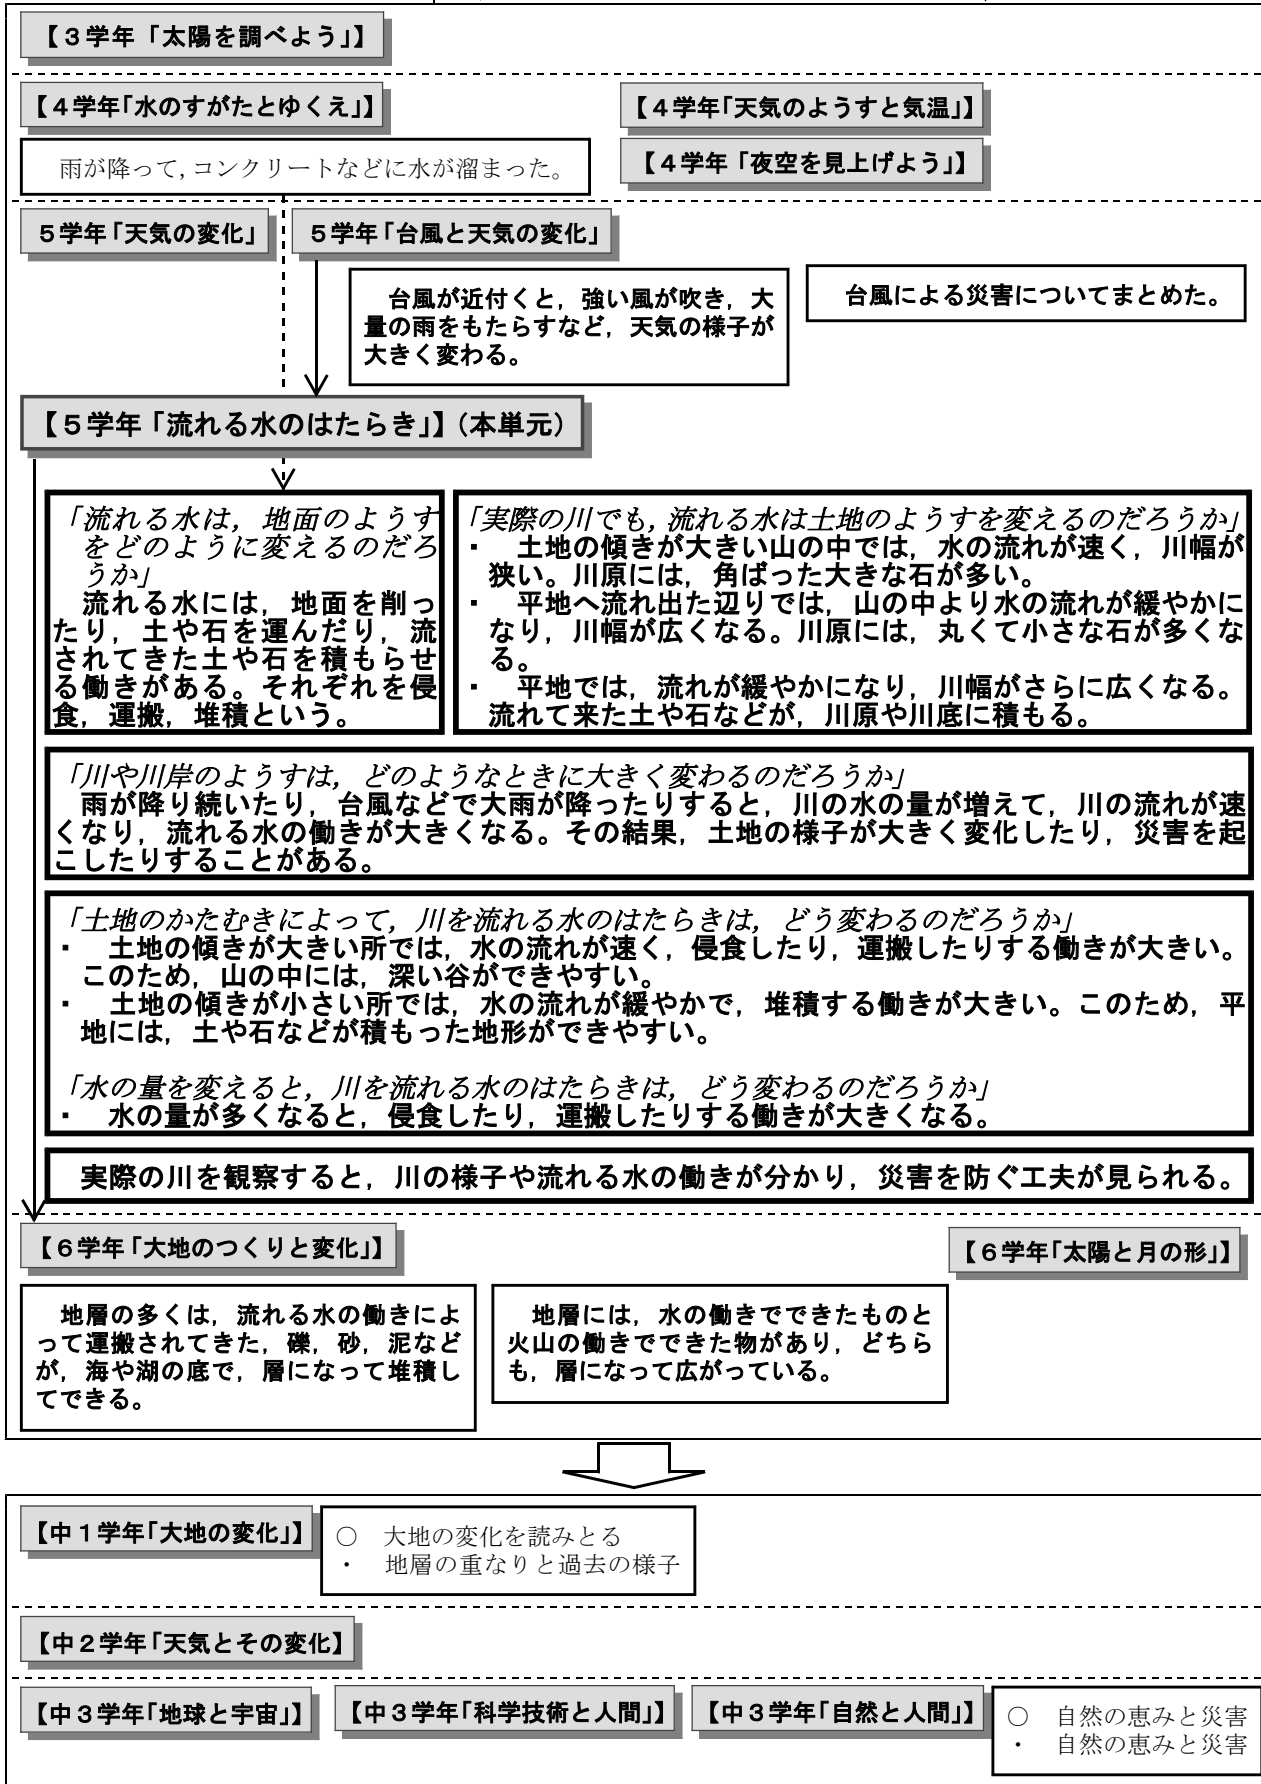 【３学年「太陽を調べよう」】
【４学年「水のすがたとゆくえ」】
【４学年「天気のようすと気温」】
雨が降って,コンクリートなどに水が溜まった。
【４学年「夜空を見上げよう」】
５学年「天気の変化」
５学年「台風と天気の変化」
台風が近付くと，強い風が吹き，大
量の雨をもたらすなど，天気の様子が
大きく変わる。
台風による災害についてまとめた。
【５学年「流れる水のはたらき」】（本単元）
「流れる水は，地面のようす
をどのように変えるのだろ
うか」
流れる水には，地面を削っ
たり，土や石を運んだり，流
されてきた土や石を積もらせ
る働きがある。それぞれを侵
食，運搬，堆積という。
「実際の川でも，流れる水は土地のようすを変えるのだろうか」
・　土地の傾きが大きい山の中では，水の流れが速く，川幅が
狭い。川原には，角ばった大きな石が多い。
・　平地へ流れ出た辺りでは，山の中より水の流れが緩やかに
なり，川幅が広くなる。川原には，丸くて小さな石が多くな
る。
・　平地では，流れが緩やかになり，川幅がさらに広くなる。
流れて来た土や石などが，川原や川底に積もる。
「川や川岸のようすは，どのようなときに大きく変わるのだろうか」
雨が降り続いたり，台風などで大雨が降ったりすると，川の水の量が増えて，川の流れが速
くなり，流れる水の働きが大きくなる。その結果，土地の様子が大きく変化したり，災害を起
こしたりすることがある。
「土地のかたむきによって，川を流れる水のはたらきは，どう変わるのだろうか」
・　土地の傾きが大きい所では，水の流れが速く，侵食したり，運搬したりする働きが大きい。
このため，山の中には，深い谷ができやすい。
・　土地の傾きが小さい所では，水の流れが緩やかで，堆積する働きが大きい。このため，平
地には，土や石などが積もった地形ができやすい。
「水の量を変えると，川を流れる水のはたらきは，どう変わるのだろうか」
・　水の量が多くなると，侵食したり，運搬したりする働きが大きくなる。
実際の川を観察すると，川の様子や流れる水の働きが分かり，災害を防ぐ工夫が見られる。
【６学年「大地のつくりと変化」】
【６学年「太陽と月の形」】
地層の多くは，流れる水の働きによ
って運搬されてきた，礫，砂，泥など
が，海や湖の底で，層になって堆積し
てできる。
地層には，水の働きでできたものと
火山の働きでできた物があり，どちら
も，層になって広がっている。
【中１学年「大地の変化」】
○　大地の変化を読みとる
・　地層の重なりと過去の様子
【中２学年「天気とその変化】
【中３学年「地球と宇宙」】
【中３学年「科学技術と人間」】
【中３学年「自然と人間」】
○　自然の恵みと災害
・　自然の恵みと災害